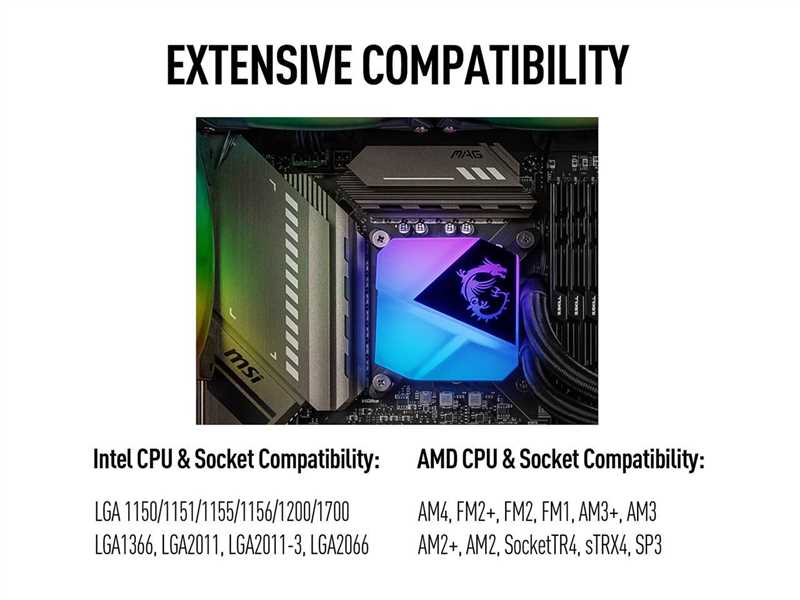 EXTENSIVE COMPATIBILITY
MAG
msi
Intel CPU & Socket Compatibility:
LGA 1150/1151/1155/1156/1200/1700
LGA1366, LGA2011, LGA2011-3, LGA2066
AMD CPU & Socket Compatibility:
AM4, FM2+, FM2, FM1, AM3+, AM3
AM2+, AM2, SocketTR4, sTRX4, SP3